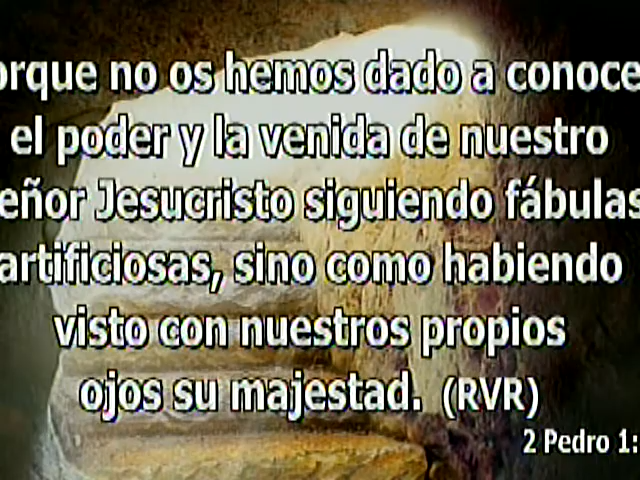 orque no os hemos dado a conoce
el poder y la venida de nuestro
eñor Jesucristo siguiendo fábulas
artificiosas, sino como habiendo
visto con nuestros propios
ojos su majestad. (RVR)
2 Pedro 1: